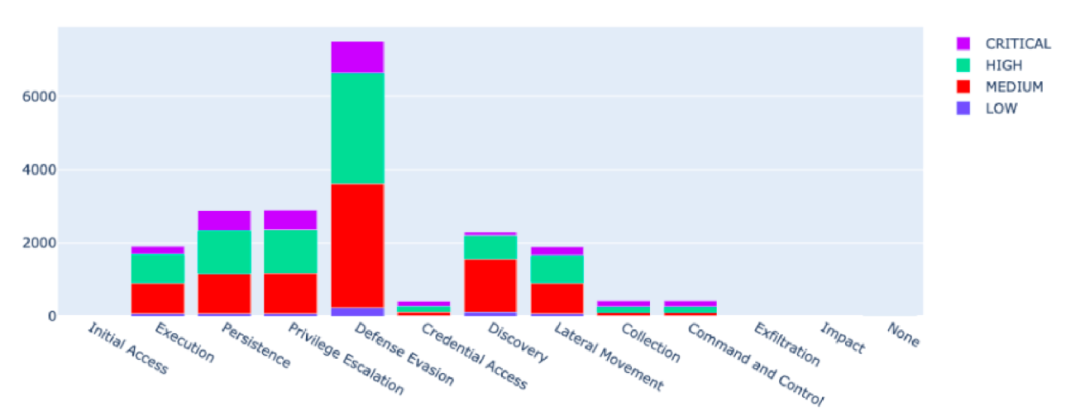 CRITICAL
HIGH
MEDIUM
LOW
6000
4000
2000
0
Initial Access
Execution
Persistence
Privilege Escalation
Defense Evasion
Credential Access
Discovery
Lateral Movement
Collection
Command and Control
Exfiltration
Impact
None